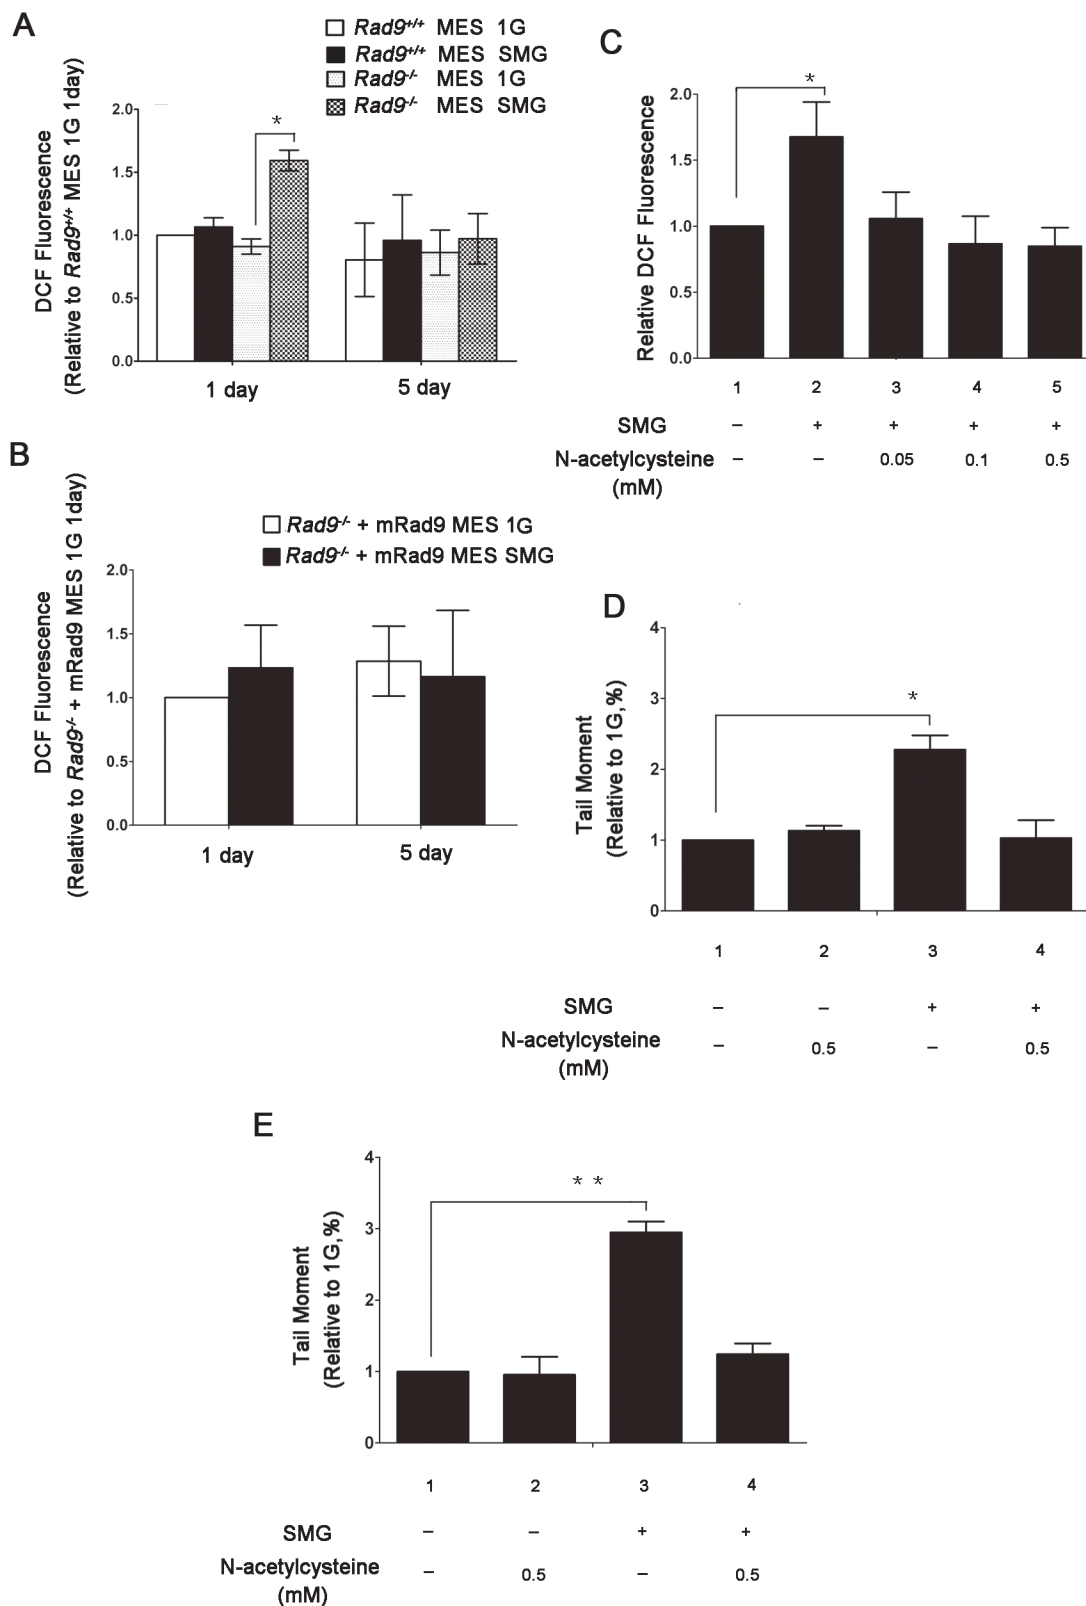 A
Rad9+/+ MES 1G
Rad9+/+ MES SMG
Rad9-/- MES 1G
Rad9-/- MES SMG
DCF Fluorescence
(Relative to Rad9+/+ MES 1G 1day)
2.0
1.5
1.0
0.5
0.0
*
1 day
5 day
B
Rad9-/- + mRad9 MES 1G
Rad9-/- + mRad9 MES SMG
DCF Fluorescence
(Relative to Rad9-/- + mRad9 MES 1G 1day)
2.0
1.5
1.0
0.5
0.0
1 day
5 day
C
Relative DCF Fluorescence
2.0
1.5
1.0
0.5
0.0
*
1 2 3 4 5
SMG – + + + +
N-acetylcysteine – – 0.05 0.1 0.5
(mM)
D
Tail Moment
(Relative to 1G,%)
4
3
2
1
0
*
1 2 3 4
SMG – – + +
N-acetylcysteine – 0.5 – 0.5
(mM)
E
Tail Moment
(Relative to 1G,%)
4
3
2
1
0
* *
1 2 3 4
SMG – – + +
N-acetylcysteine – 0.5 – 0.5
(mM)